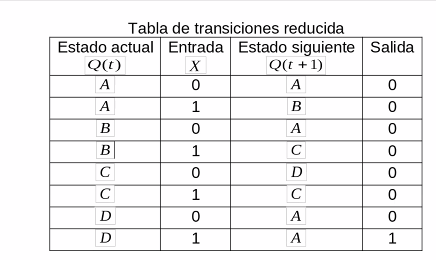 Tabla de transiciones reducida
Estado actual Entrada Estado siguiente Salida
Q(t) X Q(t + 1)
A 0 A 0
A 1 B 0
B 0 A 0
B 1 C 0
C 0 D 0
C 1 C 0
D 0 A 0
D 1 A 1